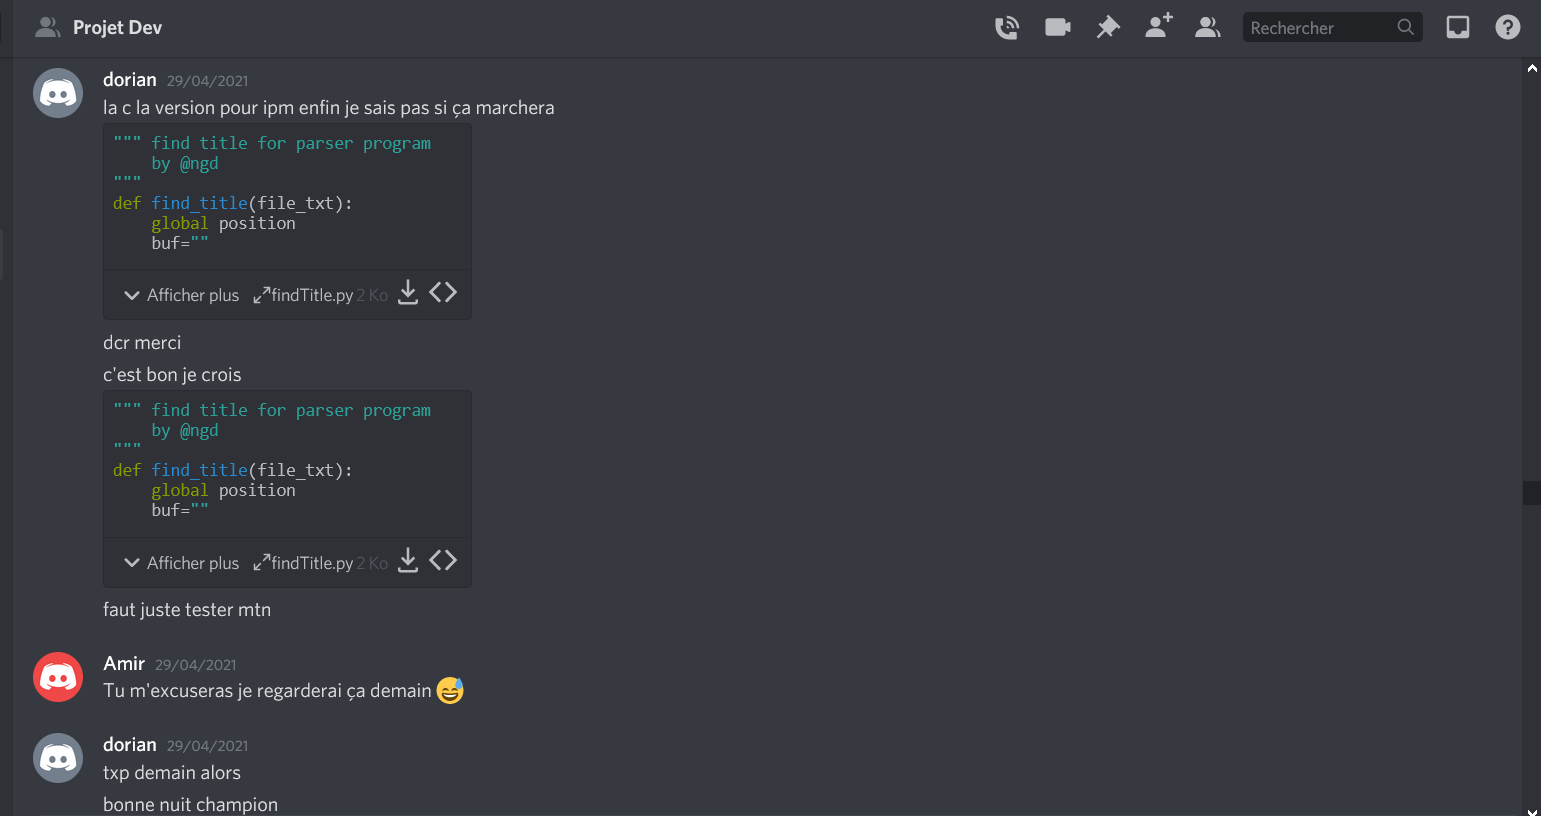 Projet Dev
Rechercher
dorian 29/04/2021
la c la version pour ipm enfin je sais pas si ça marchera
""" find title for parser program
    by @ngd
"""
def find_title(file_txt):
    global position
    buf=""
Afficher plus findTitle.py 2 Ko
dcr merci
c'est bon je crois
""" find title for parser program
    by @ngd
"""
def find_title(file_txt):
    global position
    buf=""
Afficher plus findTitle.py 2 Ko
faut juste tester mtn
Amir 29/04/2021
Tu m'excuseras je regarderai ça demain 😅
dorian 29/04/2021
txp demain alors
bonne nuit champion